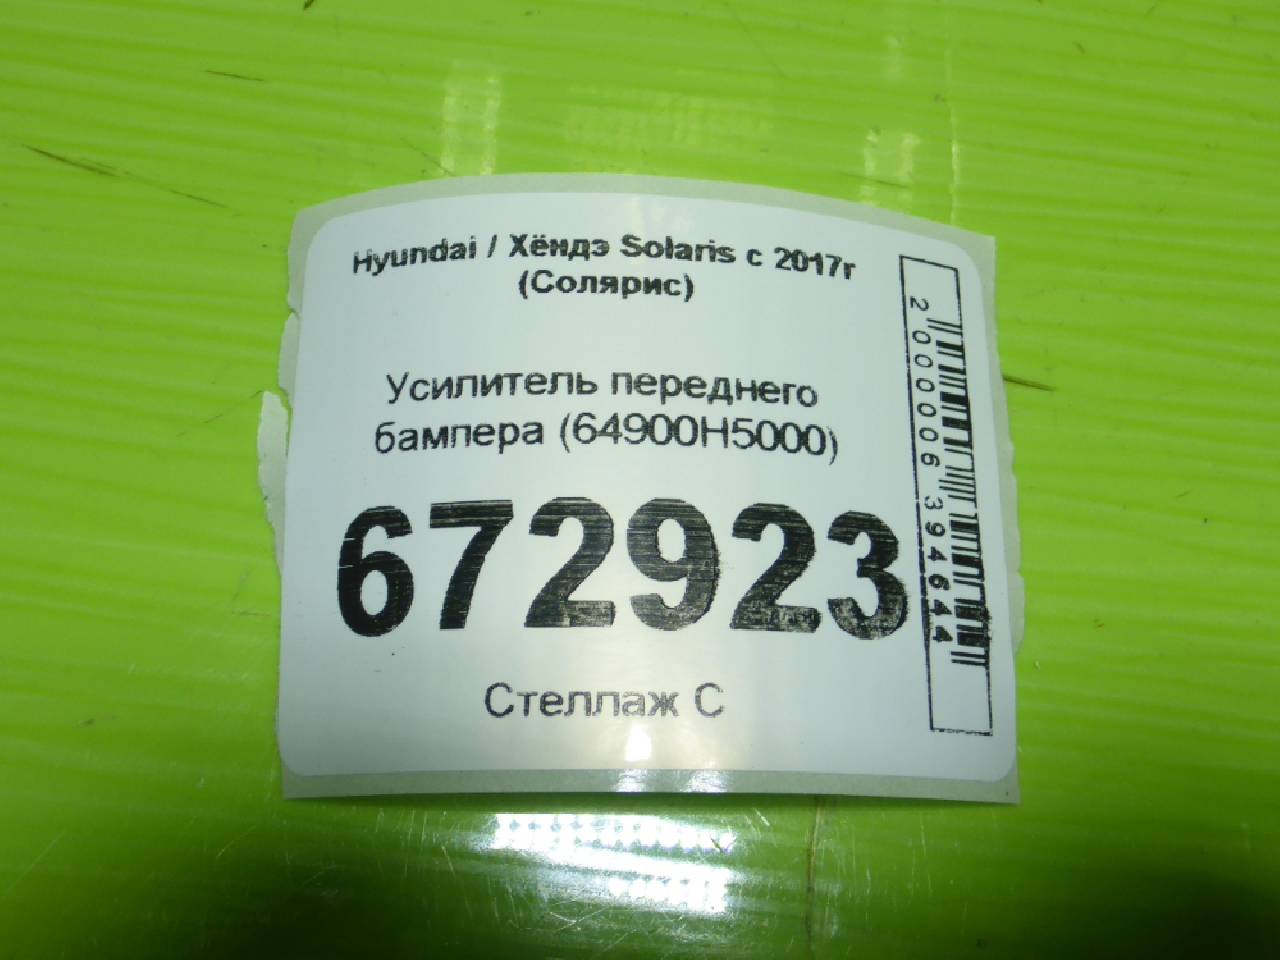 Hyundai / Хёндэ Solaris с 2017г
(Солярис)
Усилитель переднего
бампера (64900H5000)
672923
Стеллаж С
2000006394644